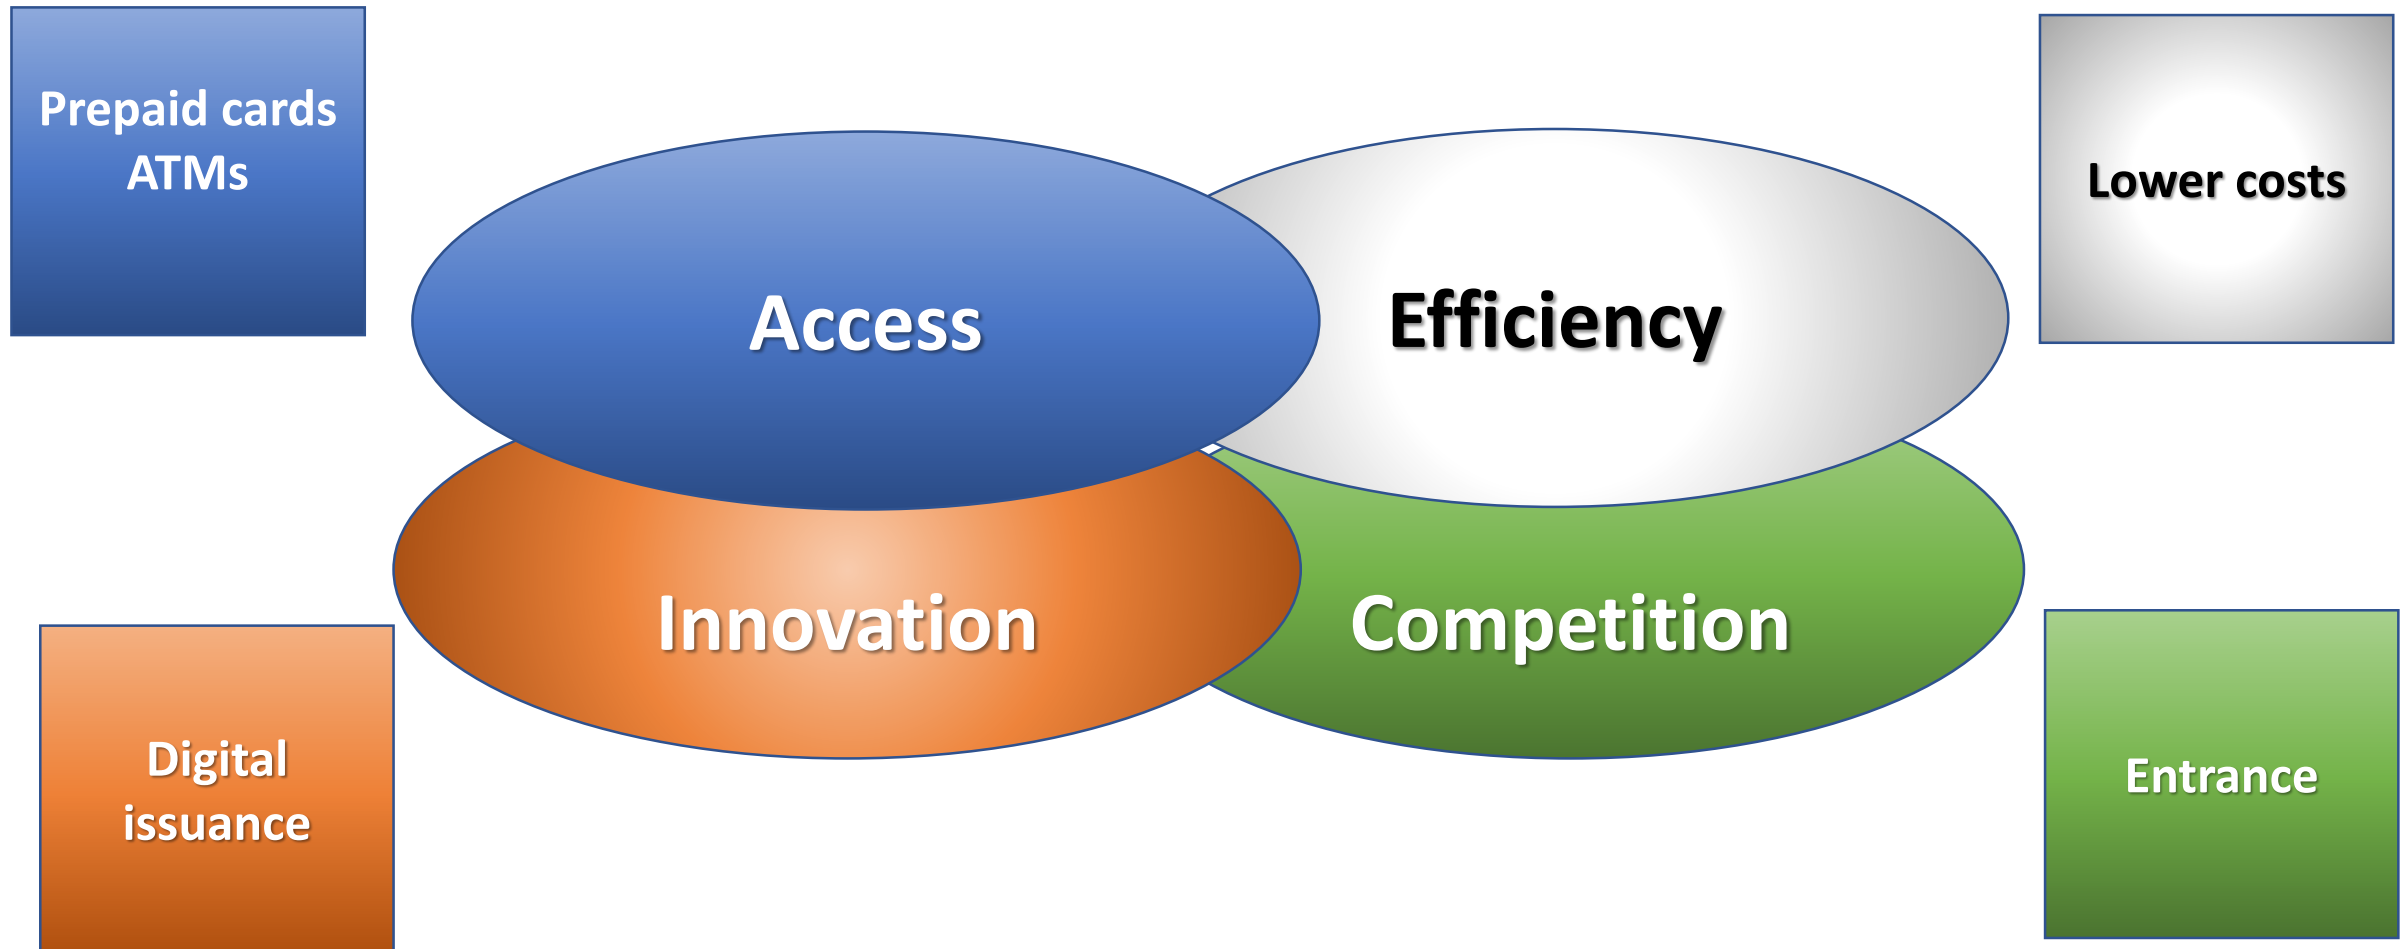 Prepaid cards
ATMs
Lower costs
Access
Efficiency
Innovation
Competition
Digital
issuance
Entrance